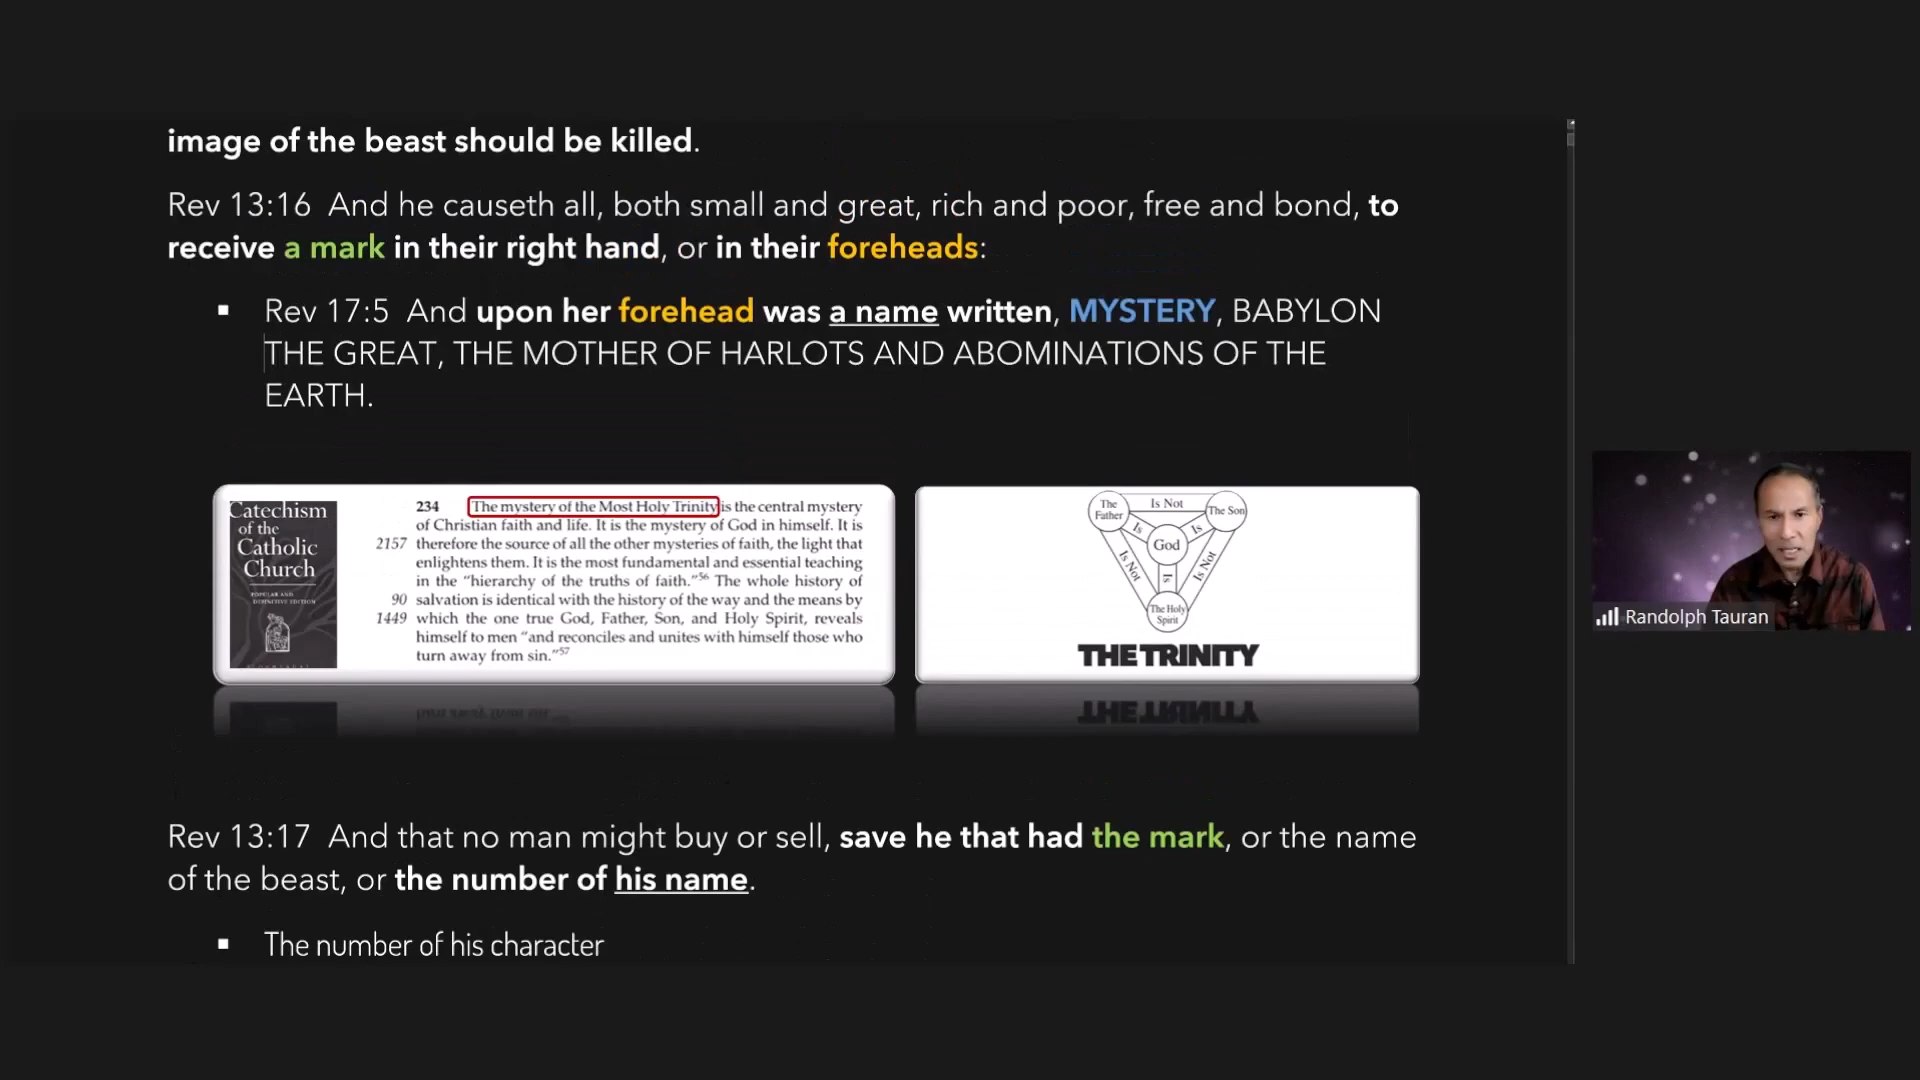 image of the beast should be killed.
Rev 13:16 And he causeth all, both small and great, rich and poor, free and bond, to
receive a mark in their right hand, or in their foreheads:
▪ Rev 17:5 And upon her forehead was a name written, MYSTERY, BABYLON
THE GREAT, THE MOTHER OF HARLOTS AND ABOMINATIONS OF THE
EARTH.
Catechism
of the
Catholic
Church
POPULAR AND
DEFINITIVE EDITION
234 The mystery of the Most Holy Trinity is the central mystery
of Christian faith and life. It is the mystery of God in himself. It is
2157 therefore the source of all the other mysteries of faith, the light that
enlightens them. It is the most fundamental and essential teaching
in the "hierarchy of the truths of faith."56 The whole history of
90 salvation is identical with the history of the way and the means by
1449 which the one true God, Father, Son, and Holy Spirit, reveals
himself to men "and reconciles and unites with himself those who
turn away from sin."57
The Father
Is Not
The Son
Is
Is
God
Is Not
Is
Is Not
The Holy Spirit
THE TRINITY
Randolph Tauran
Rev 13:17 And that no man might buy or sell, save he that had the mark, or the name
of the beast, or the number of his name.
▪ The number of his character